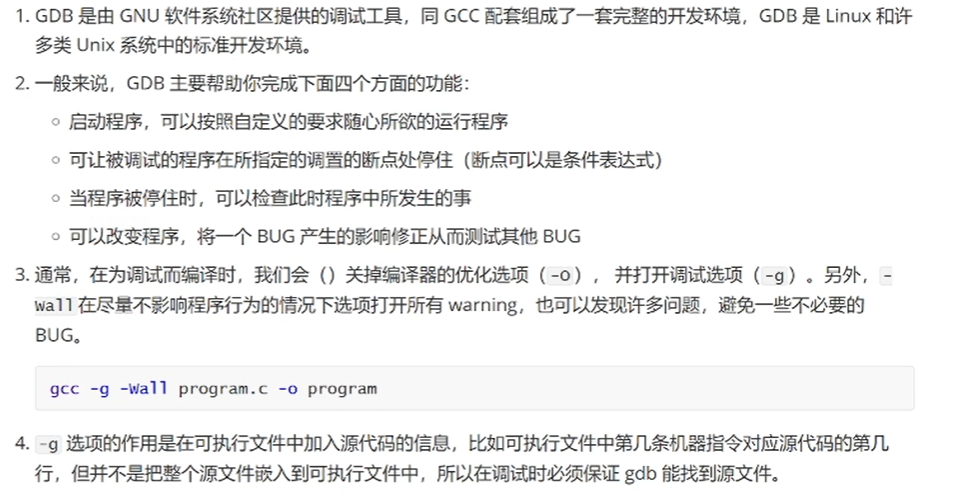 1. GDB 是由 GNU 软件系统社区提供的调试工具，同 GCC 配套组成了一套完整的开发环境，GDB 是 Linux 和许
多类 Unix 系统中的标准开发环境。
2. 一般来说，GDB 主要帮助你完成下面四个方面的功能：
○ 启动程序，可以按照自定义的要求随心所欲的运行程序
○ 可让被调试的程序在所指定的调置的断点处停住（断点可以是条件表达式）
○ 当程序被停住时，可以检查此时程序中所发生的事
○ 可以改变程序，将一个 BUG 产生的影响修正从而测试其他 BUG
3. 通常，在为调试而编译时，我们会（）关掉编译器的优化选项（-O），并打开调试选项（-g）。另外，-
Wall在尽量不影响程序行为的情况下选项打开所有 warning，也可以发现许多问题，避免一些不必要的
BUG。
gcc -g -Wall program.c -o program
4. -g 选项的作用是在可执行文件中加入源代码的信息，比如可执行文件中第几条机器指令对应源代码的第几
行，但并不是把整个源文件嵌入到可执行文件中，所以在调试时必须保证 gdb 能找到源文件。